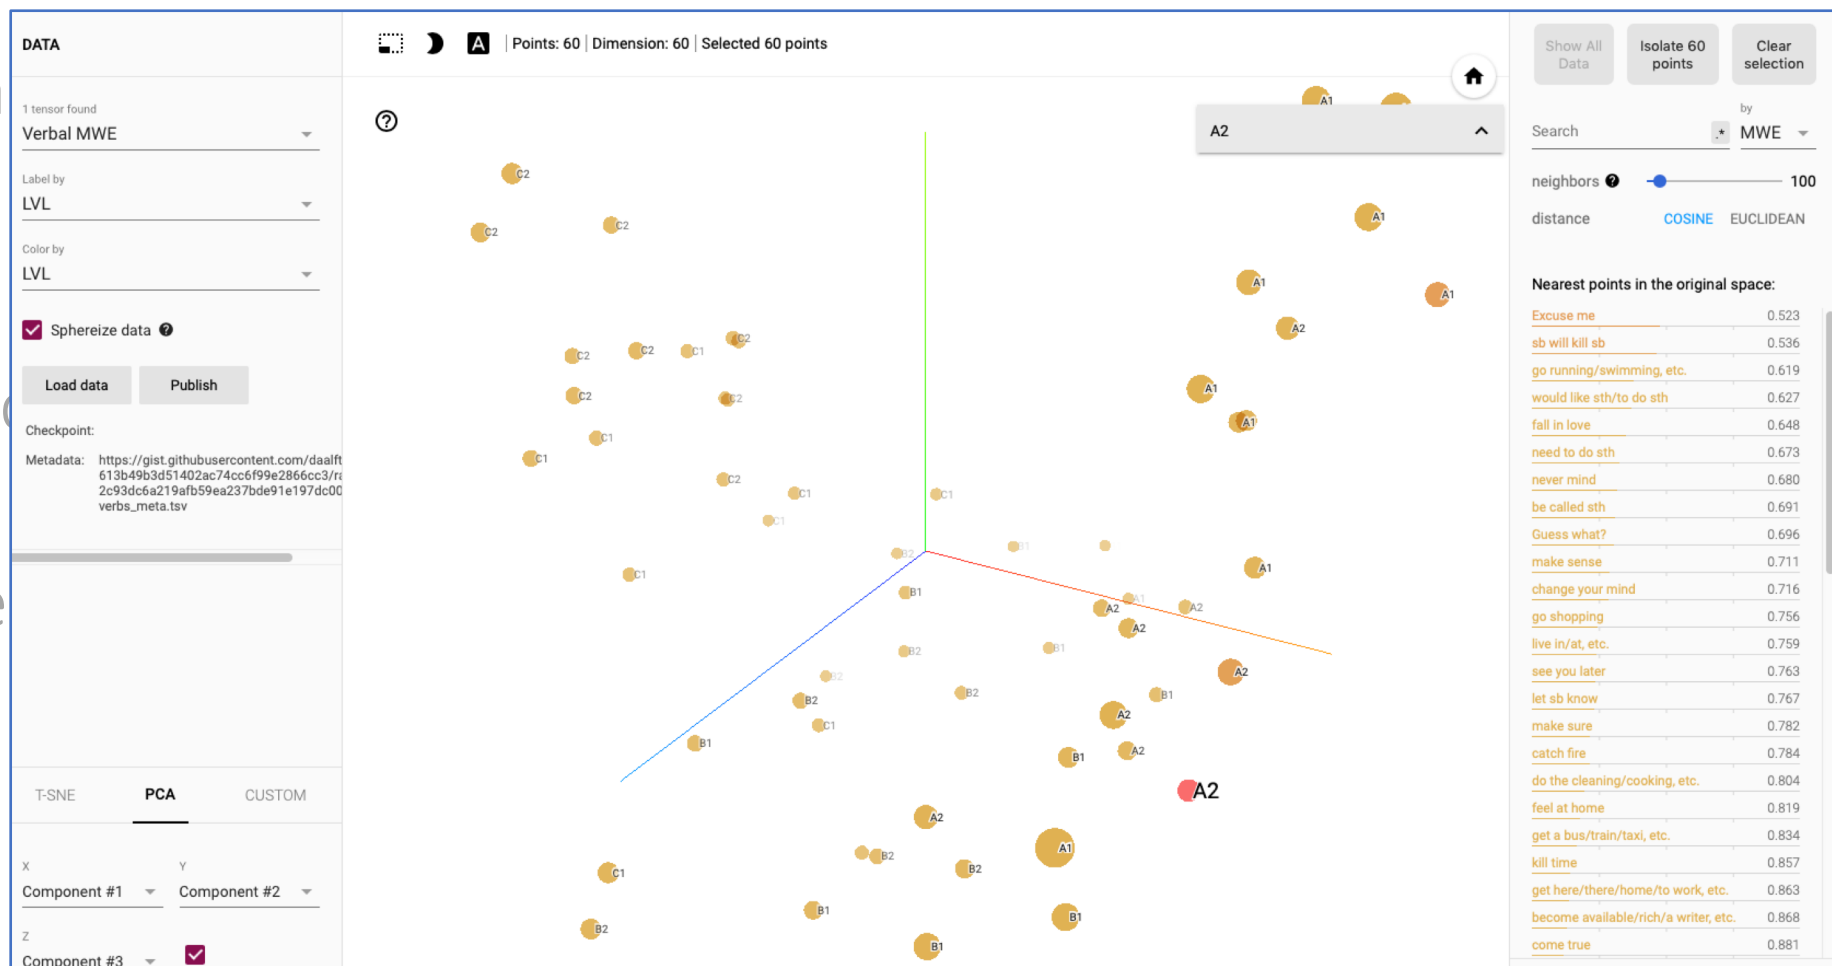 DATA
1 tensor found
Verbal MWE
Label by
LVL
Color by
LVL
Sphereize data
Load data Publish
Checkpoint:
Metadata: https://gist.githubusercontent.com/daalft
613b49b3d51402ac74cc6f99e2866cc3/ra
2c93dc6a219afb59ea237bde91e197dc00
verbs_meta.tsv
T-SNE PCA CUSTOM
X Y
Component #1 Component #2
Z
Component #3
A Points: 60 Dimension: 60 Selected 60 points
A2
A1
C2
A1
C2 C2
A1
A1
A2
C2 C2 C1 C2
C2 C2 A1
A1
C1
C1
C2 C1 C1
C1
B2 B1
C1 A1
B1 A2 A1 A2
A2
B2 B1
B2 A2
B2 B2 B1
C1 A2
B1 B1 A2
A2
A2
B2 A1
C1 B2
B1 B1
B2 B1
Show All Data
Isolate 60 points
Clear selection
by
Search .* MWE
neighbors 100
distance COSINE EUCLIDEAN
Nearest points in the original space:
Excuse me 0.523
sb will kill sb 0.536
go running/swimming, etc. 0.619
would like sth/to do sth 0.627
fall in love 0.648
need to do sth 0.673
never mind 0.680
be called sth 0.691
Guess what? 0.696
make sense 0.711
change your mind 0.716
go shopping 0.756
live in/at, etc. 0.759
see you later 0.763
let sb know 0.767
make sure 0.782
catch fire 0.784
do the cleaning/cooking, etc. 0.804
feel at home 0.819
get a bus/train/taxi, etc. 0.834
kill time 0.857
get here/there/home/to work, etc. 0.863
become available/rich/a writer, etc. 0.868
come true 0.881